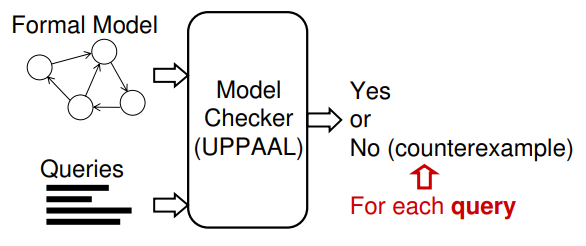 Formal Model
Queries
Model
Checker
(UPPAAL)
Yes
or
No (counterexample)
For each query